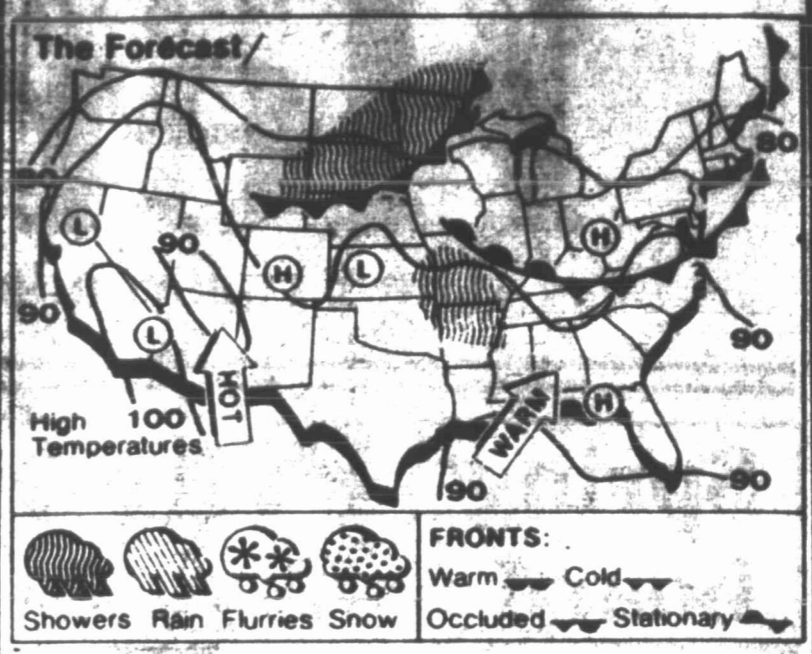 The Forecast/
80
L
90
H
L
H
90
L
90
HOT
WARM
H
High
Temperatures
100
90
90
Showers Rain Flurries Snow
FRONTS:
Warm Cold
Occluded Stationary